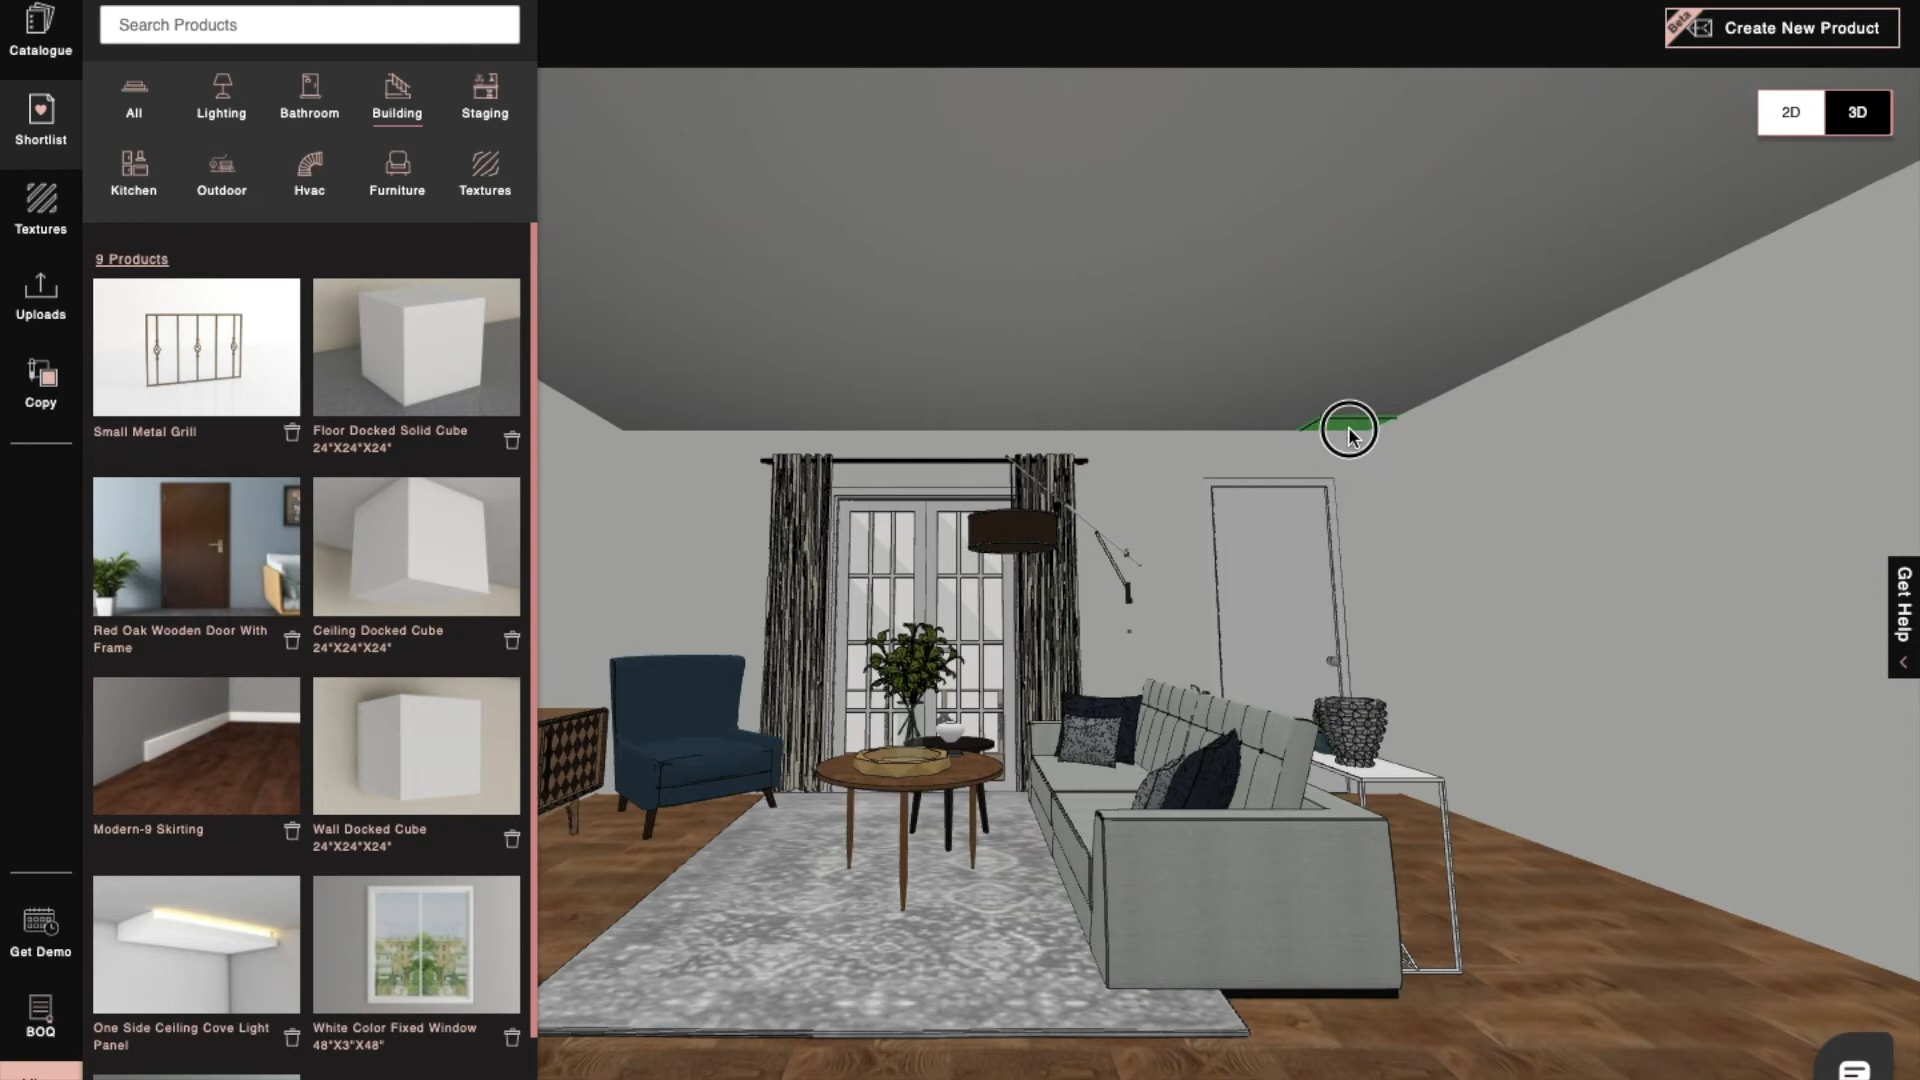 Search Products
Beta
Create New Product
Catalogue
Shortlist
Textures
Uploads
Copy
Get Demo
BOQ
All
Lighting
Bathroom
Building
Staging
Kitchen
Outdoor
Hvac
Furniture
Textures
9 Products
Small Metal Grill
Floor Docked Solid Cube
24"X24"X24"
Red Oak Wooden Door With
Frame
Ceiling Docked Cube
24"X24"X24"
Modern-9 Skirting
Wall Docked Cube
24"X24"X24"
One Side Ceiling Cove Light
Panel
White Color Fixed Window
48"X3"X48"
2D
3D
Get Help